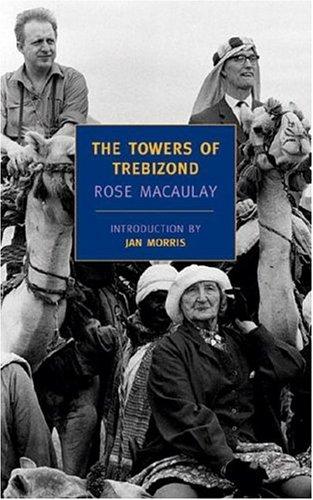 THE TOWERS OF
TREBIZOND
ROSE MACAULAY
INTRODUCTION BY
JAN MORRIS